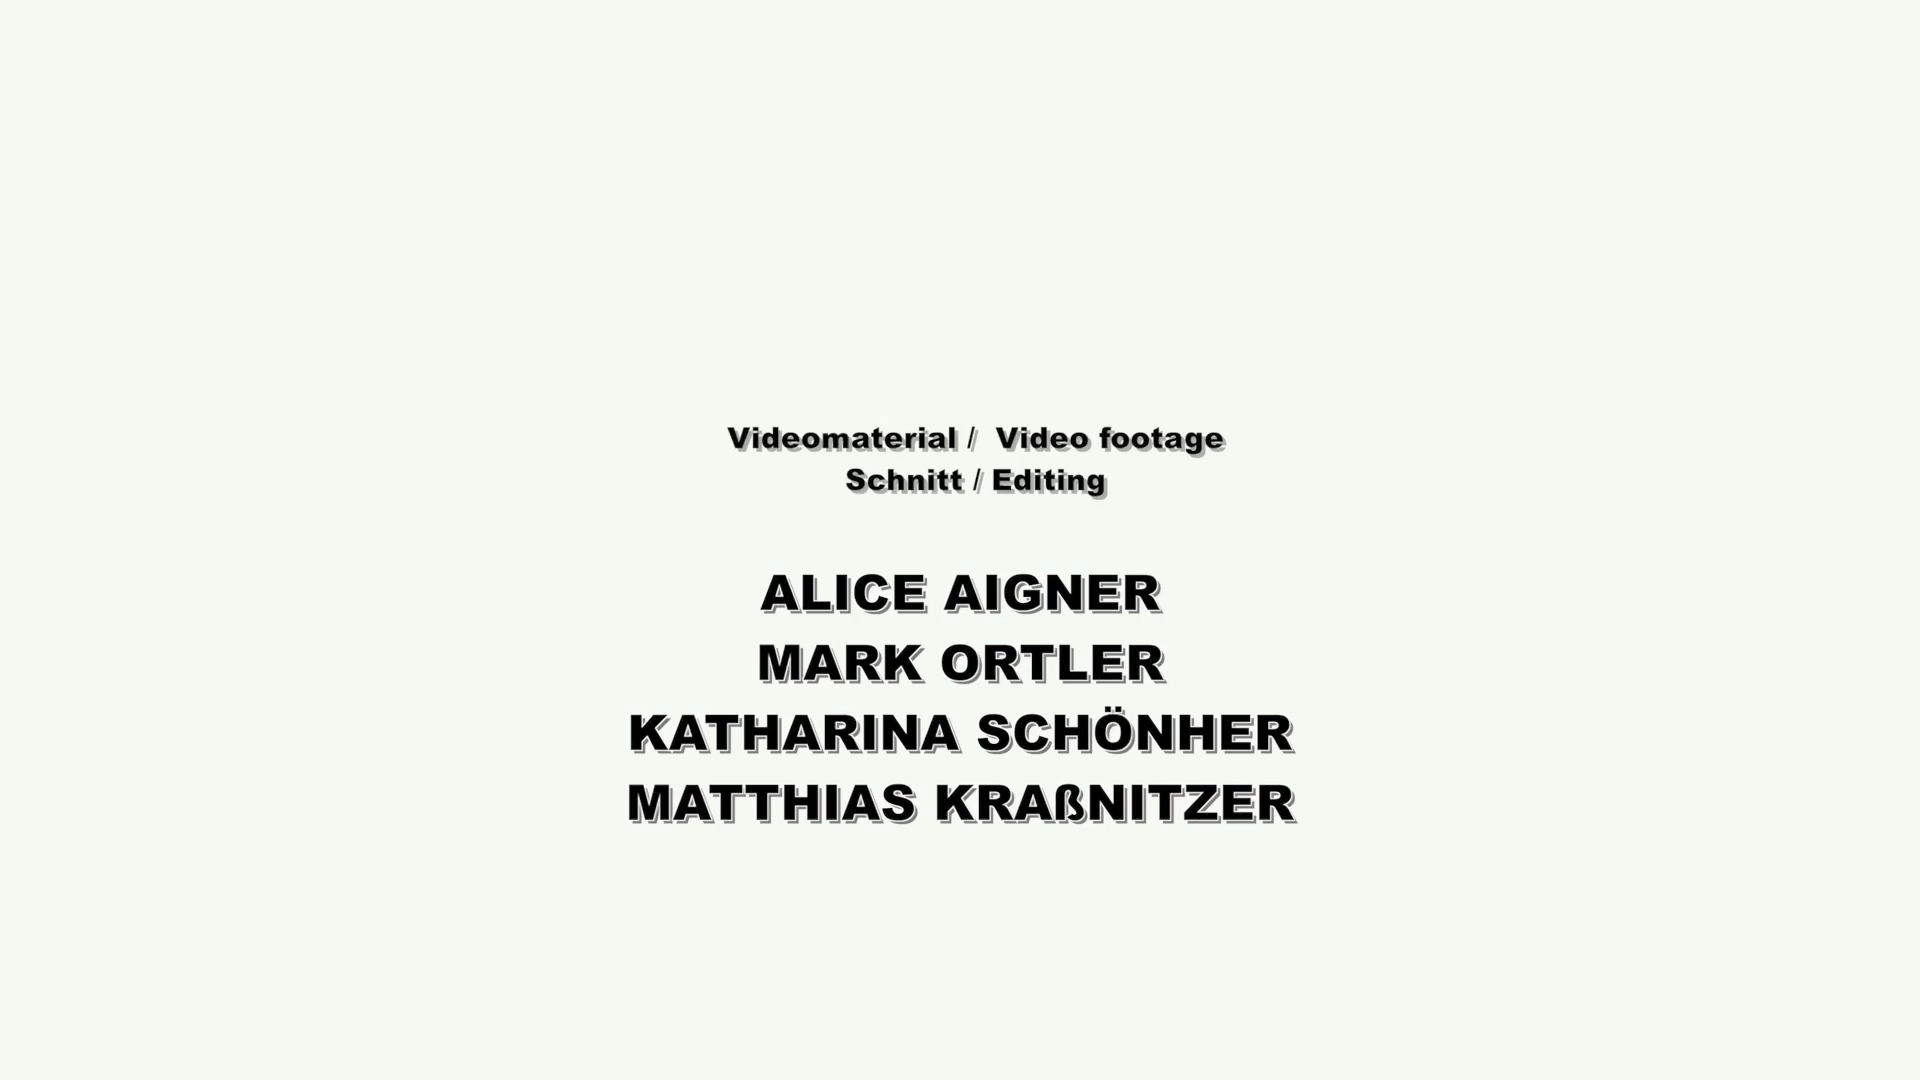 Videomaterial / Video footage
Schnitt / Editing
ALICE AIGNER
MARK ORTLER
KATHARINA SCHÖNHER
MATTHIAS KRAßNITZER